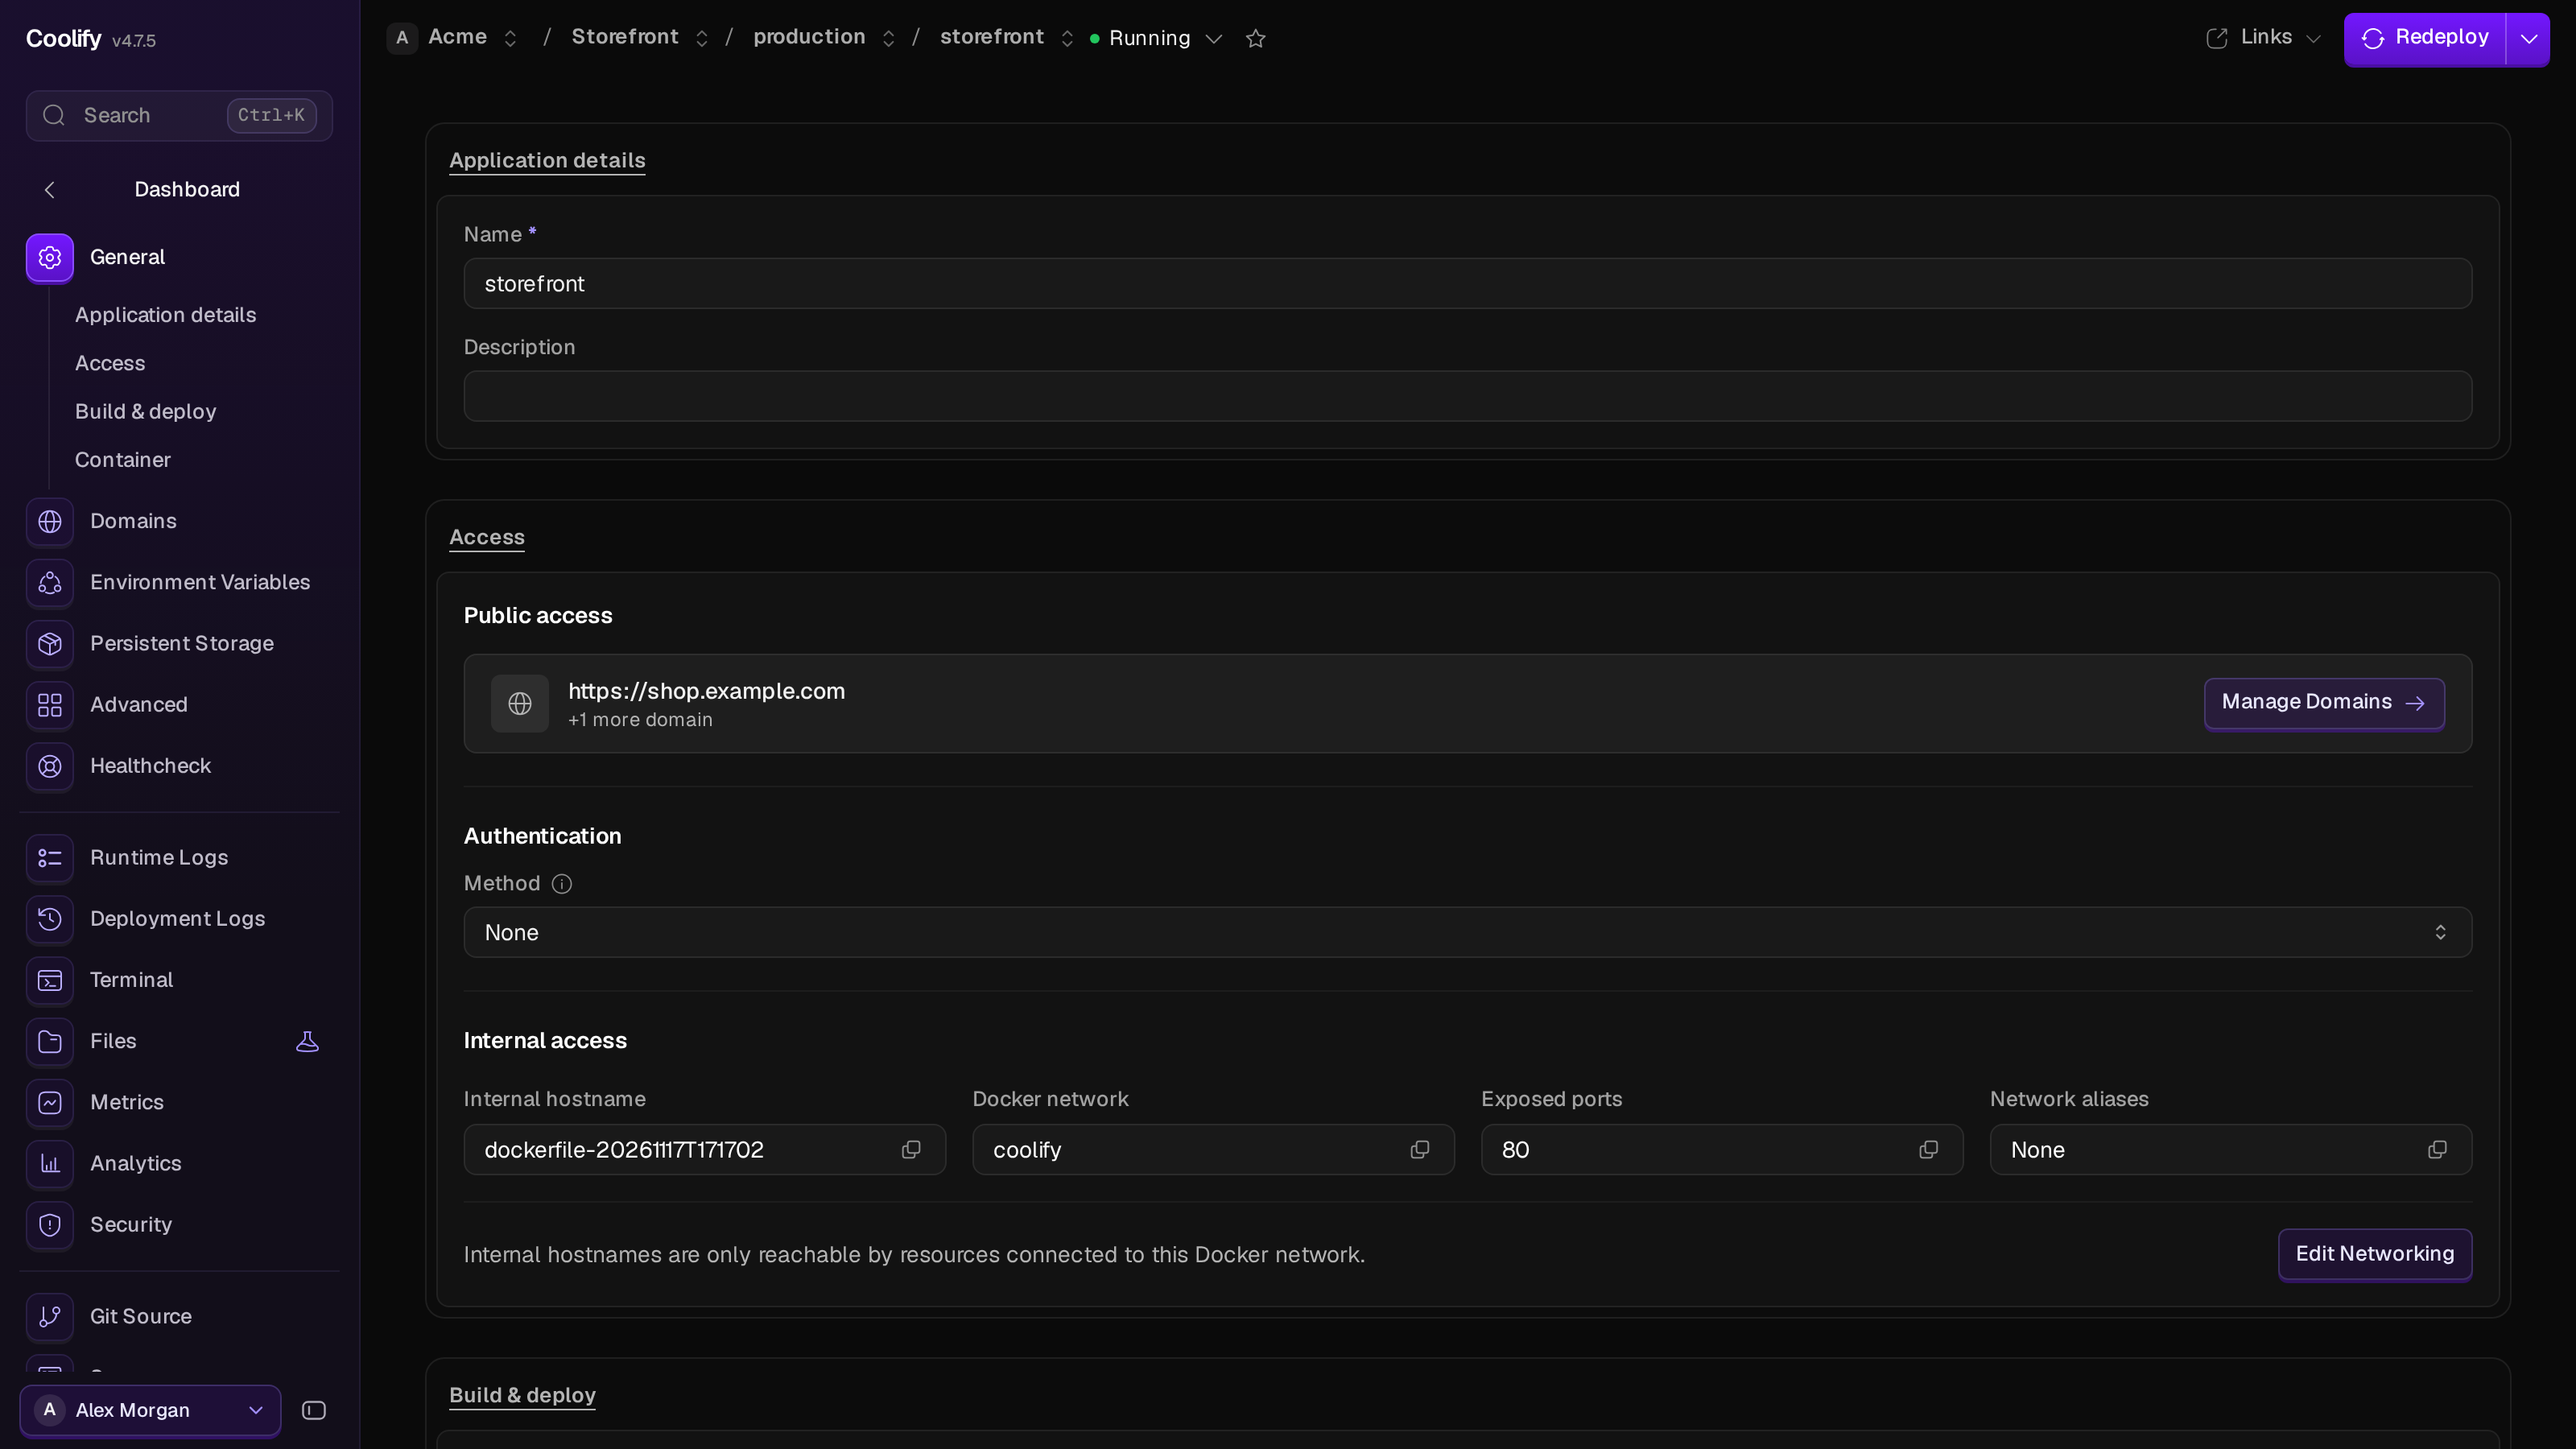 Coolify v4.7.5
Search Ctrl+K
Dashboard
General
Application details
Access
Build & deploy
Container
Domains
Environment Variables
Persistent Storage
Advanced
Healthcheck
Runtime Logs
Deployment Logs
Terminal
Files
Metrics
Analytics
Security
Git Source
A Alex Morgan
A Acme / Storefront / production / storefront Running
Links Redeploy
Application details
Name *
storefront
Description
Access
Public access
https://shop.example.com
+1 more domain
Manage Domains
Authentication
Method
None
Internal access
Internal hostname Docker network Exposed ports Network aliases
dockerfile-20261117T171702 coolify 80 None
Internal hostnames are only reachable by resources connected to this Docker network.
Edit Networking
Build & deploy